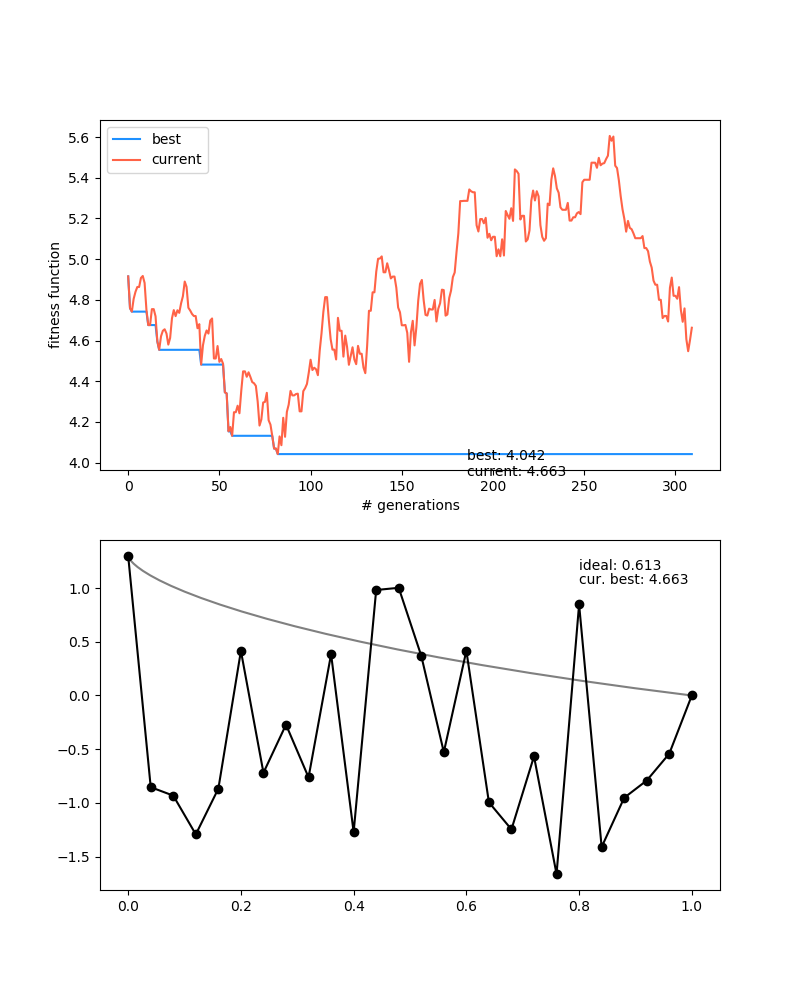 best
current
5.6
5.4
5.2
5.0
4.8
4.6
4.4
4.2
4.0
fitness function
best: 4.042
current: 4.663
0 50 100 150 200 250 300
# generations
ideal: 0.613
cur. best: 4.663
1.0
0.5
0.0
−0.5
−1.0
−1.5
0.0 0.2 0.4 0.6 0.8 1.0